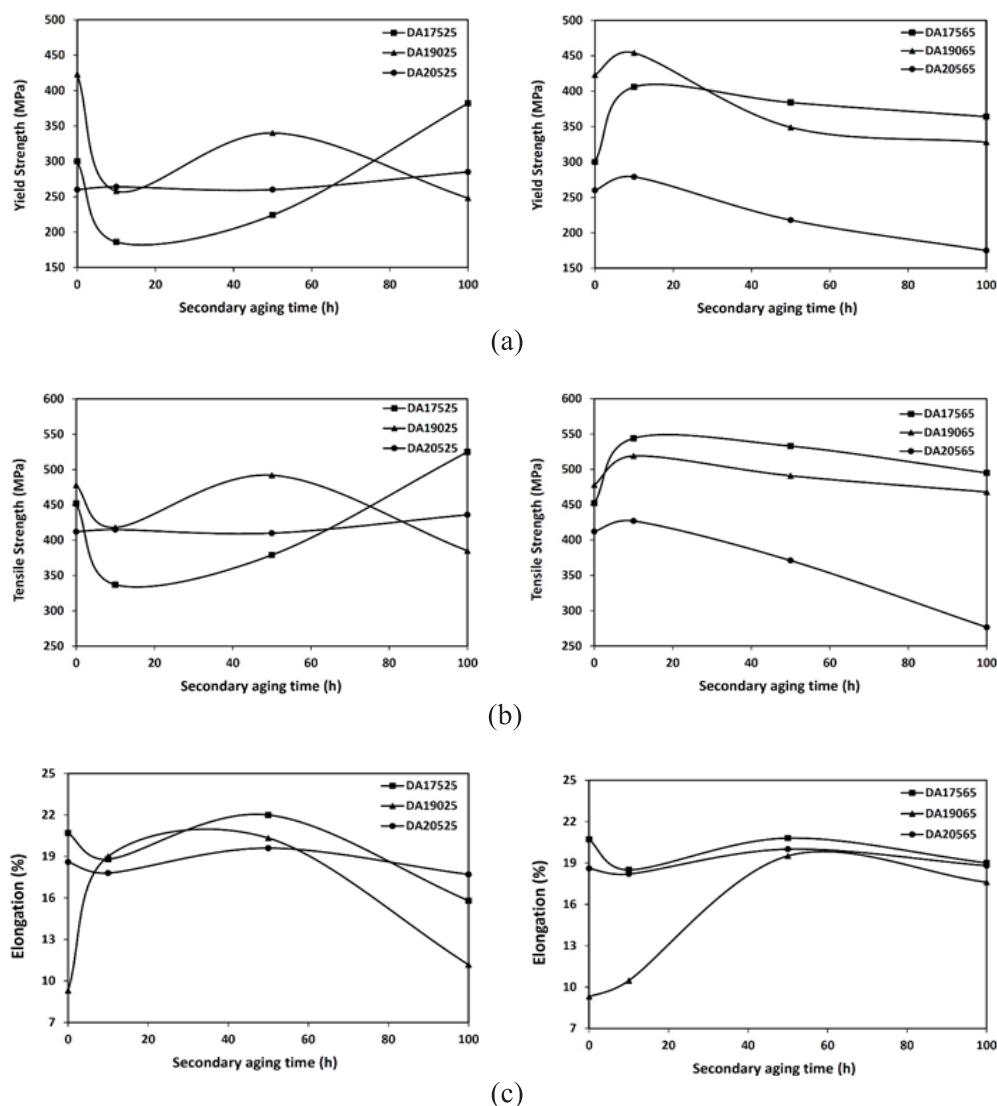 500
450
400
350
300
250
200
150
0 20 40 60 80 100
Yield Strength (MPa)
Secondary aging time (h)
DA17525
DA19025
DA20525
500
450
400
350
300
250
200
150
0 20 40 60 80 100
Yield Strength (MPa)
Secondary aging time (h)
DA17565
DA19065
DA20565
(a)
600
550
500
450
400
350
300
250
0 20 40 60 80 100
Tensile Strength (MPa)
Secondary aging time (h)
DA17525
DA19025
DA20525
600
550
500
450
400
350
300
250
0 20 40 60 80 100
Tensile Strength (MPa)
Secondary aging time (h)
DA17565
DA19065
DA20565
(b)
25
22
19
16
13
10
7
0 20 40 60 80 100
Elongation (%)
Secondary aging time (h)
DA17525
DA19025
DA20525
25
22
19
16
13
10
7
0 20 40 60 80 100
Elongation (%)
Secondary aging time (h)
DA17565
DA19065
DA20565
(c)